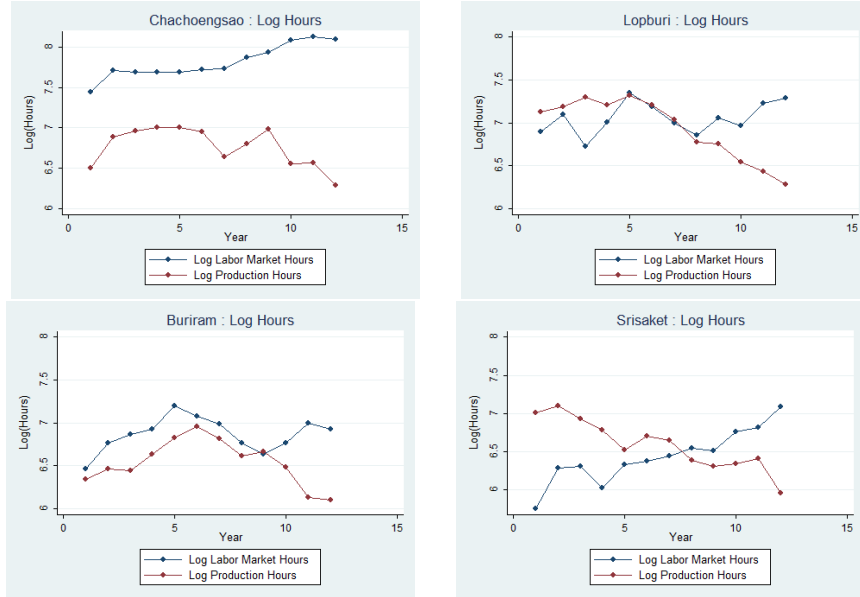 Chachoengsao : Log Hours
Log(Hours)
8
7.5
7
6.5
6
0 5 10 15
Year
Log Labor Market Hours
Log Production Hours
Lopburi : Log Hours
Log(Hours)
8
7.5
7
6.5
6
0 5 10 15
Year
Log Labor Market Hours
Log Production Hours
Buriram : Log Hours
Log(Hours)
8
7.5
7
6.5
6
0 5 10 15
Year
Log Labor Market Hours
Log Production Hours
Srisaket : Log Hours
Log(Hours)
8
7.5
7
6.5
6
0 5 10 15
Year
Log Labor Market Hours
Log Production Hours